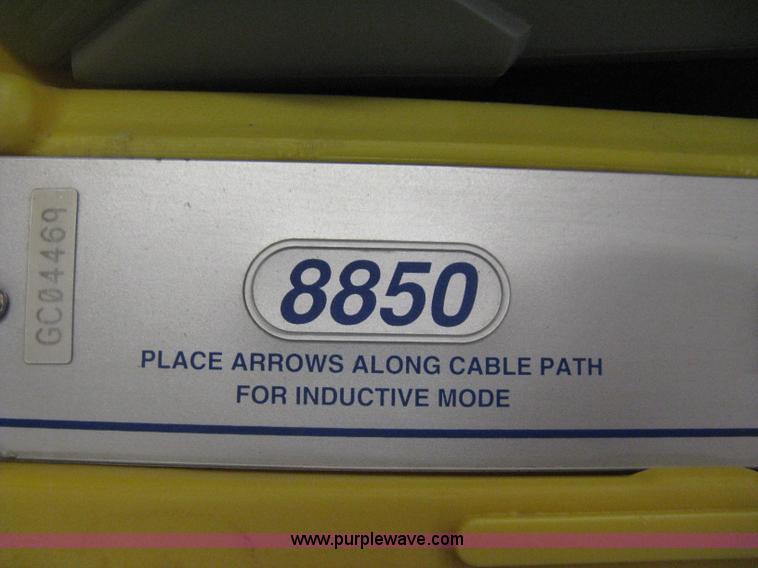 GC04469
8850
PLACE ARROWS ALONG CABLE PATH
FOR INDUCTIVE MODE
www.purplewave.com